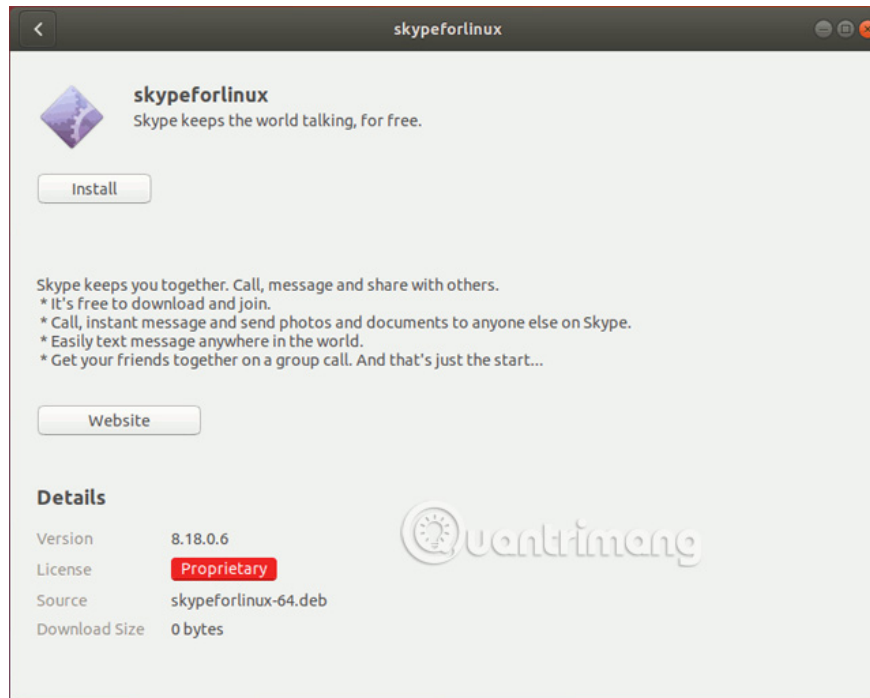 skypeforlinux
skypeforlinux
Skype keeps the world talking, for free.
Install
Skype keeps you together. Call, message and share with others.
* It's free to download and join.
* Call, instant message and send photos and documents to anyone else on Skype.
* Easily text message anywhere in the world.
* Get your friends together on a group call. And that's just the start...
Website
Details
Version 8.18.0.6
License Proprietary
Source skypeforlinux-64.deb
Download Size 0 bytes
Quantrimang